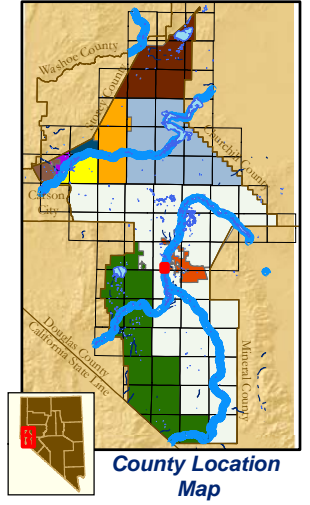 Washoe County
Storey County
Churchill County
Carson
City
Douglas County
California State Line
Mineral County
County Location
Map